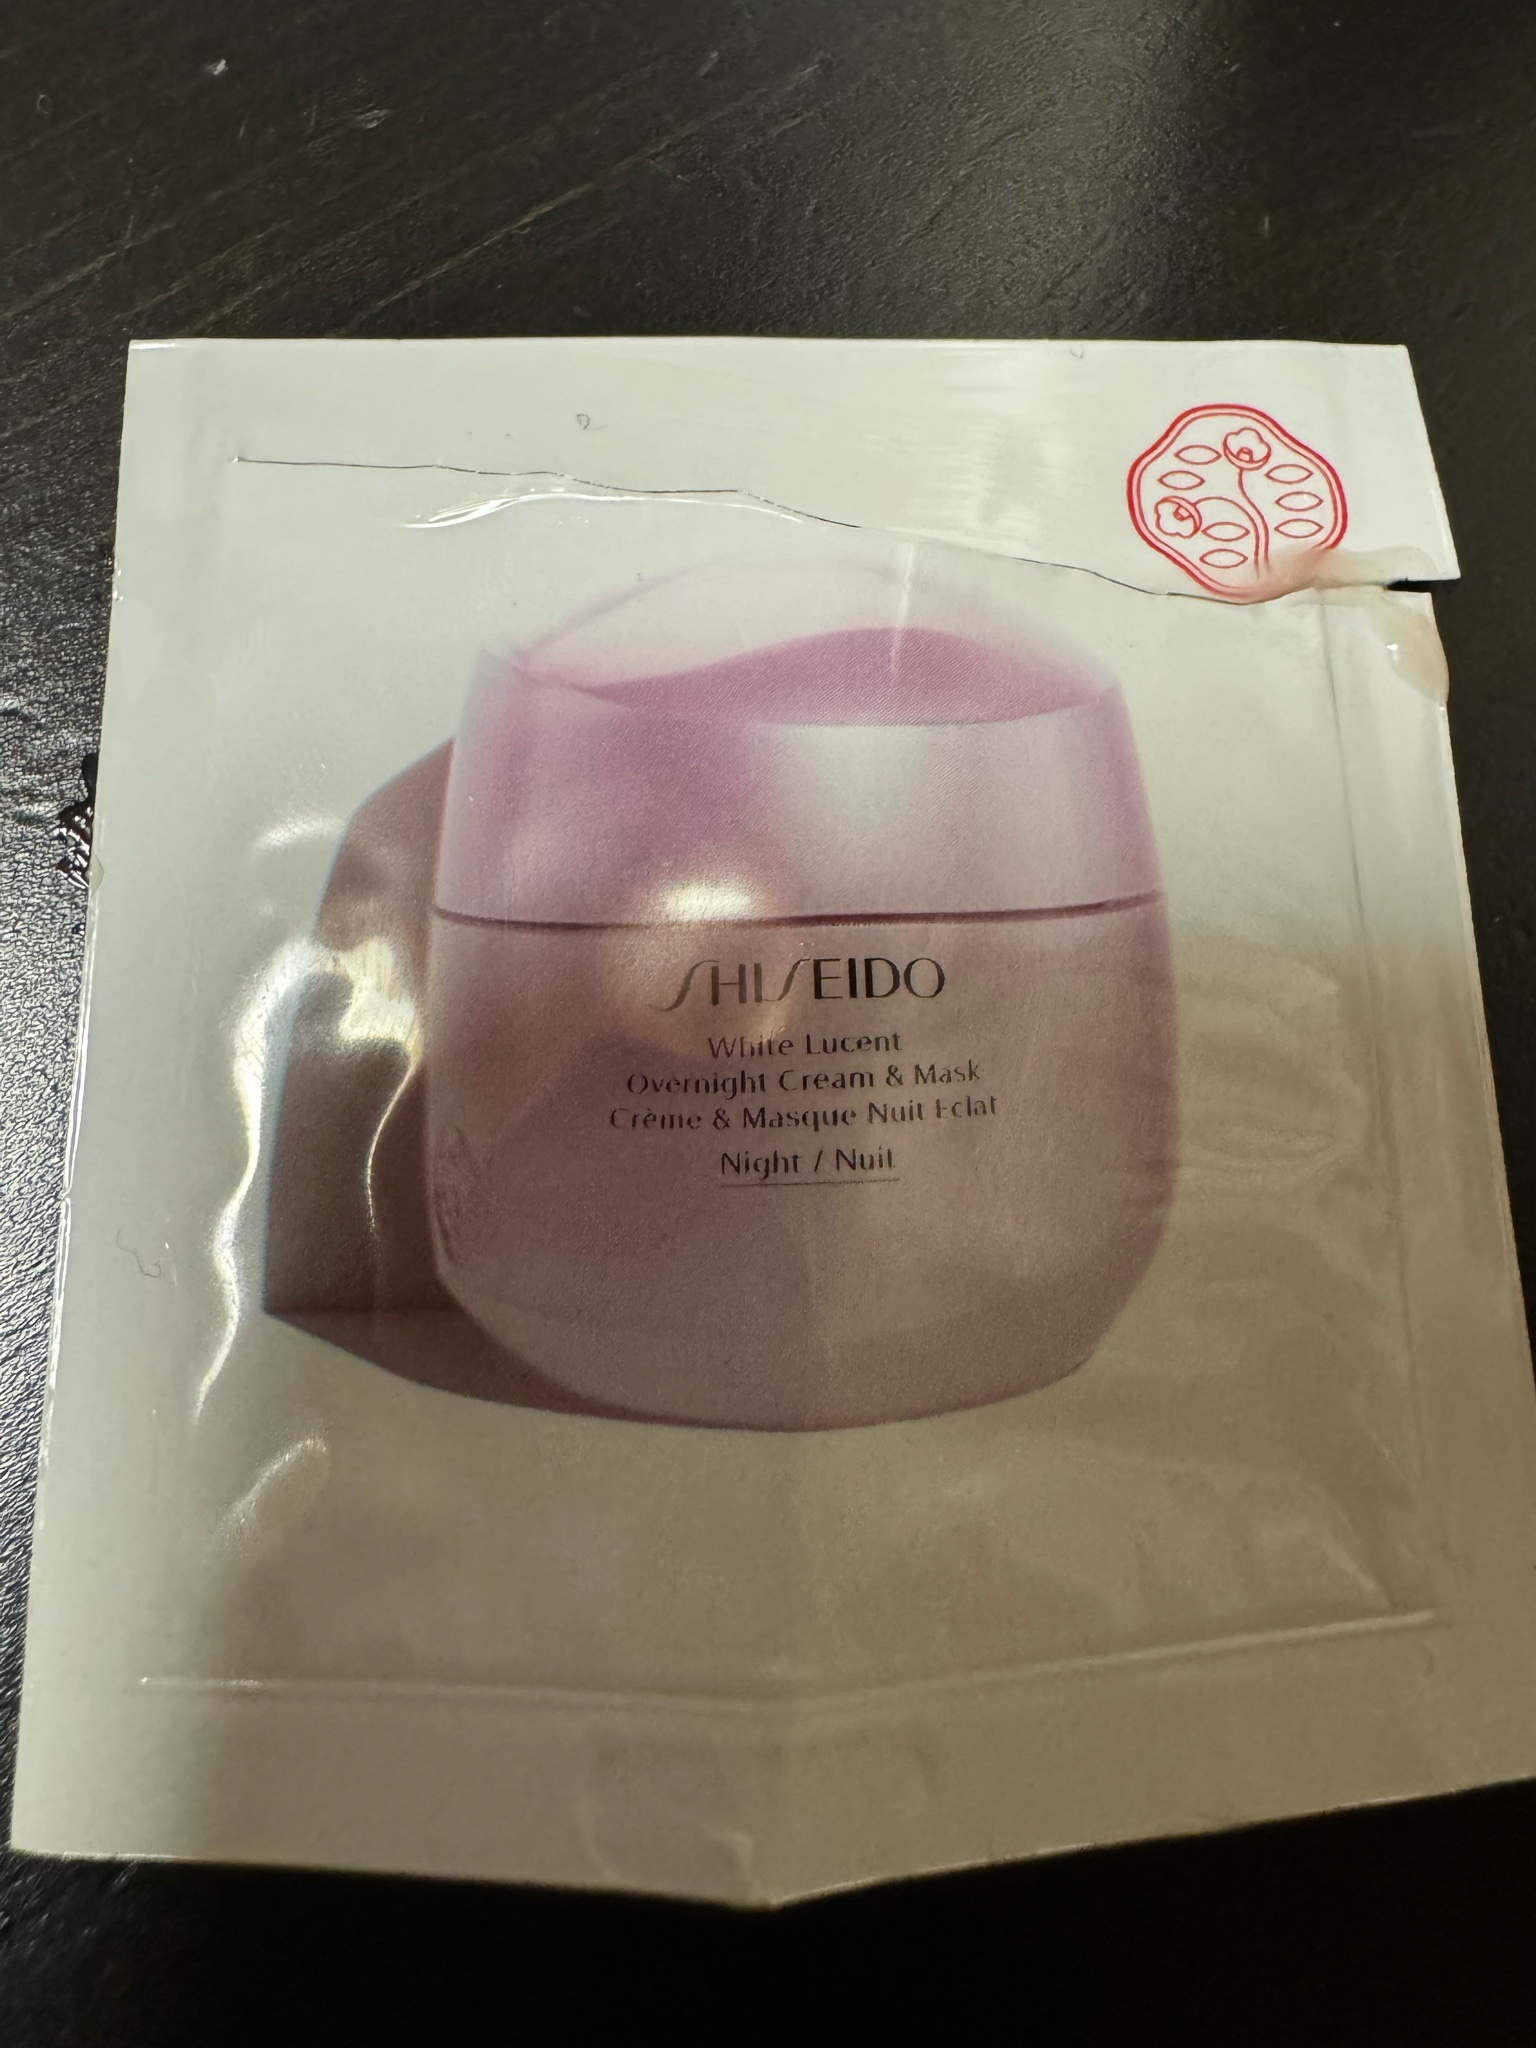 SHISEIDO
White Lucent
Overnight Cream & Mask
Crème & Masque Nuit Eclat
Night / Nuit